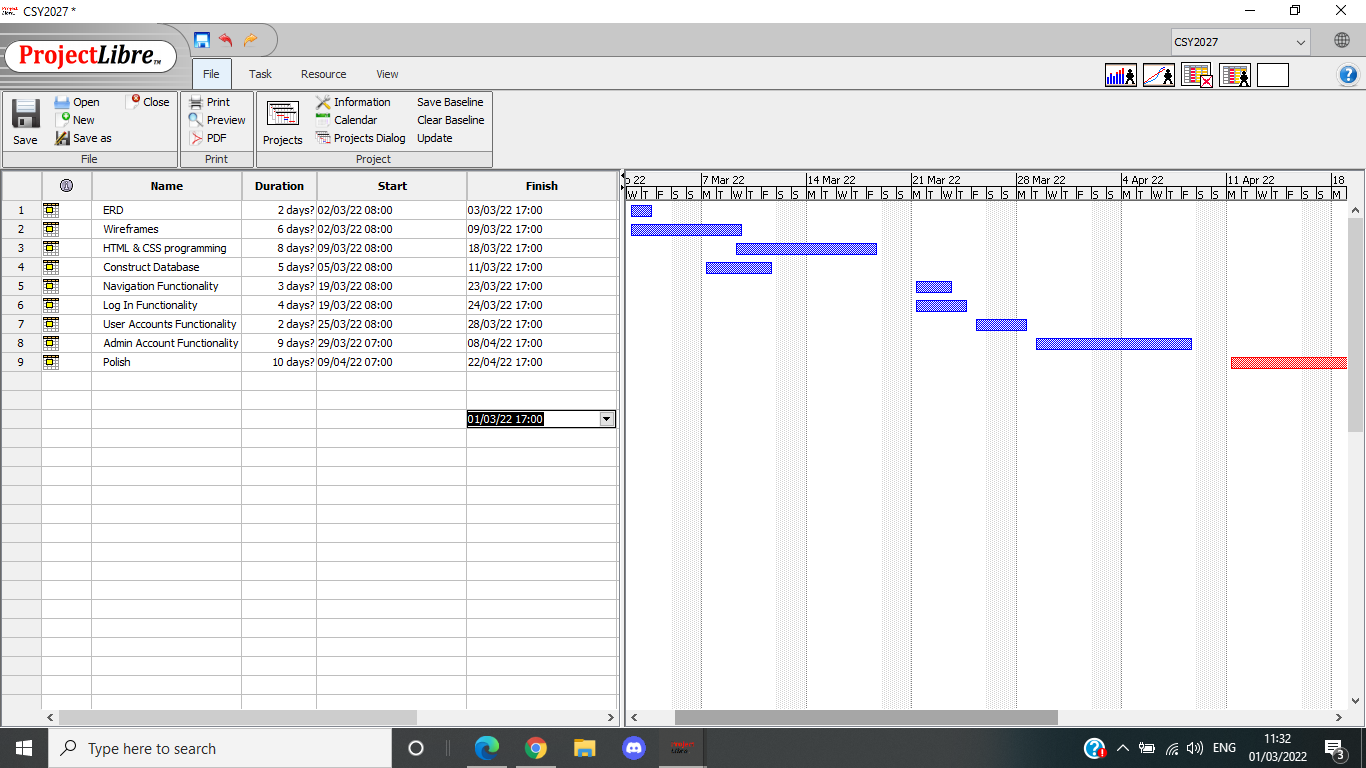 CSY2027 *
ProjectLibre™
CSY2027
File Task Resource View
Save
Open
New
Save as
Close
File
Print
Preview
PDF
Print
Projects
Information
Calendar
Projects Dialog
Save Baseline
Clear Baseline
Update
Project
Name Duration Start Finish
1 ERD 2 days? 02/03/22 08:00 03/03/22 17:00
2 Wireframes 6 days? 02/03/22 08:00 09/03/22 17:00
3 HTML & CSS programming 8 days? 09/03/22 08:00 18/03/22 17:00
4 Construct Database 5 days? 05/03/22 08:00 11/03/22 17:00
5 Navigation Functionality 3 days? 19/03/22 08:00 23/03/22 17:00
6 Log In Functionality 4 days? 19/03/22 08:00 24/03/22 17:00
7 User Accounts Functionality 2 days? 25/03/22 08:00 28/03/22 17:00
8 Admin Account Functionality 9 days? 29/03/22 07:00 08/04/22 17:00
9 Polish 10 days? 09/04/22 07:00 22/04/22 17:00
01/03/22 17:00
22 7 Mar 22 14 Mar 22 21 Mar 22 28 Mar 22 4 Apr 22 11 Apr 22 18
W T F S S M T W T F S S M T W T F S S M T W T F S S M T W T F S S M T W T F S S M T W T F S S M
Type here to search
ENG
11:32
01/03/2022
3